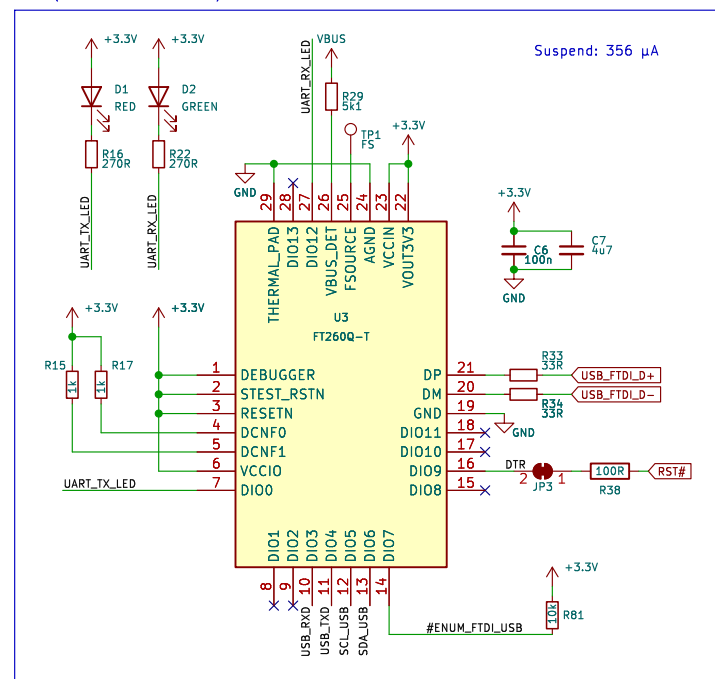 +3.3V
+3.3V
UART_RX_LED
VBUS
Suspend: 356 µA
D1
RED
D2
GREEN
R29
5k1
TP1
FS
+3.3V
R16
270R
R22
270R
GND
UART_TX_LED
UART_RX_LED
29
28
27
26
25
24
23
22
THERMAL_PAD
DIO13
DIO12
VBUS_DET
FSOURCE
AGND
VCCIN
VOUT3V3
+3.3V
C6
100n
C7
4u7
GND
+3.3V
+3.3V
U3
FT260Q-T
R15
1k
R17
1k
1
DEBUGGER
2
STEST_RSTN
3
RESETN
4
DCNF0
5
DCNF1
6
VCCIO
7
DIO0
UART_TX_LED
DP
21
R33
33R
USB_FTDI_D+
DM
20
R34
33R
USB_FTDI_D-
GND
19
GND
DIO11
18
DIO10
17
DIO9
16
DTR
2
JP3
1
100R
R38
RST#
DIO8
15
DIO1
DIO2
DIO3
DIO4
DIO5
DIO6
DIO7
8
9
10
11
12
13
14
USB_RXD
USB_TXD
SCL_USB
SDA_USB
#ENUM_FTDI_USB
+3.3V
10k
R81